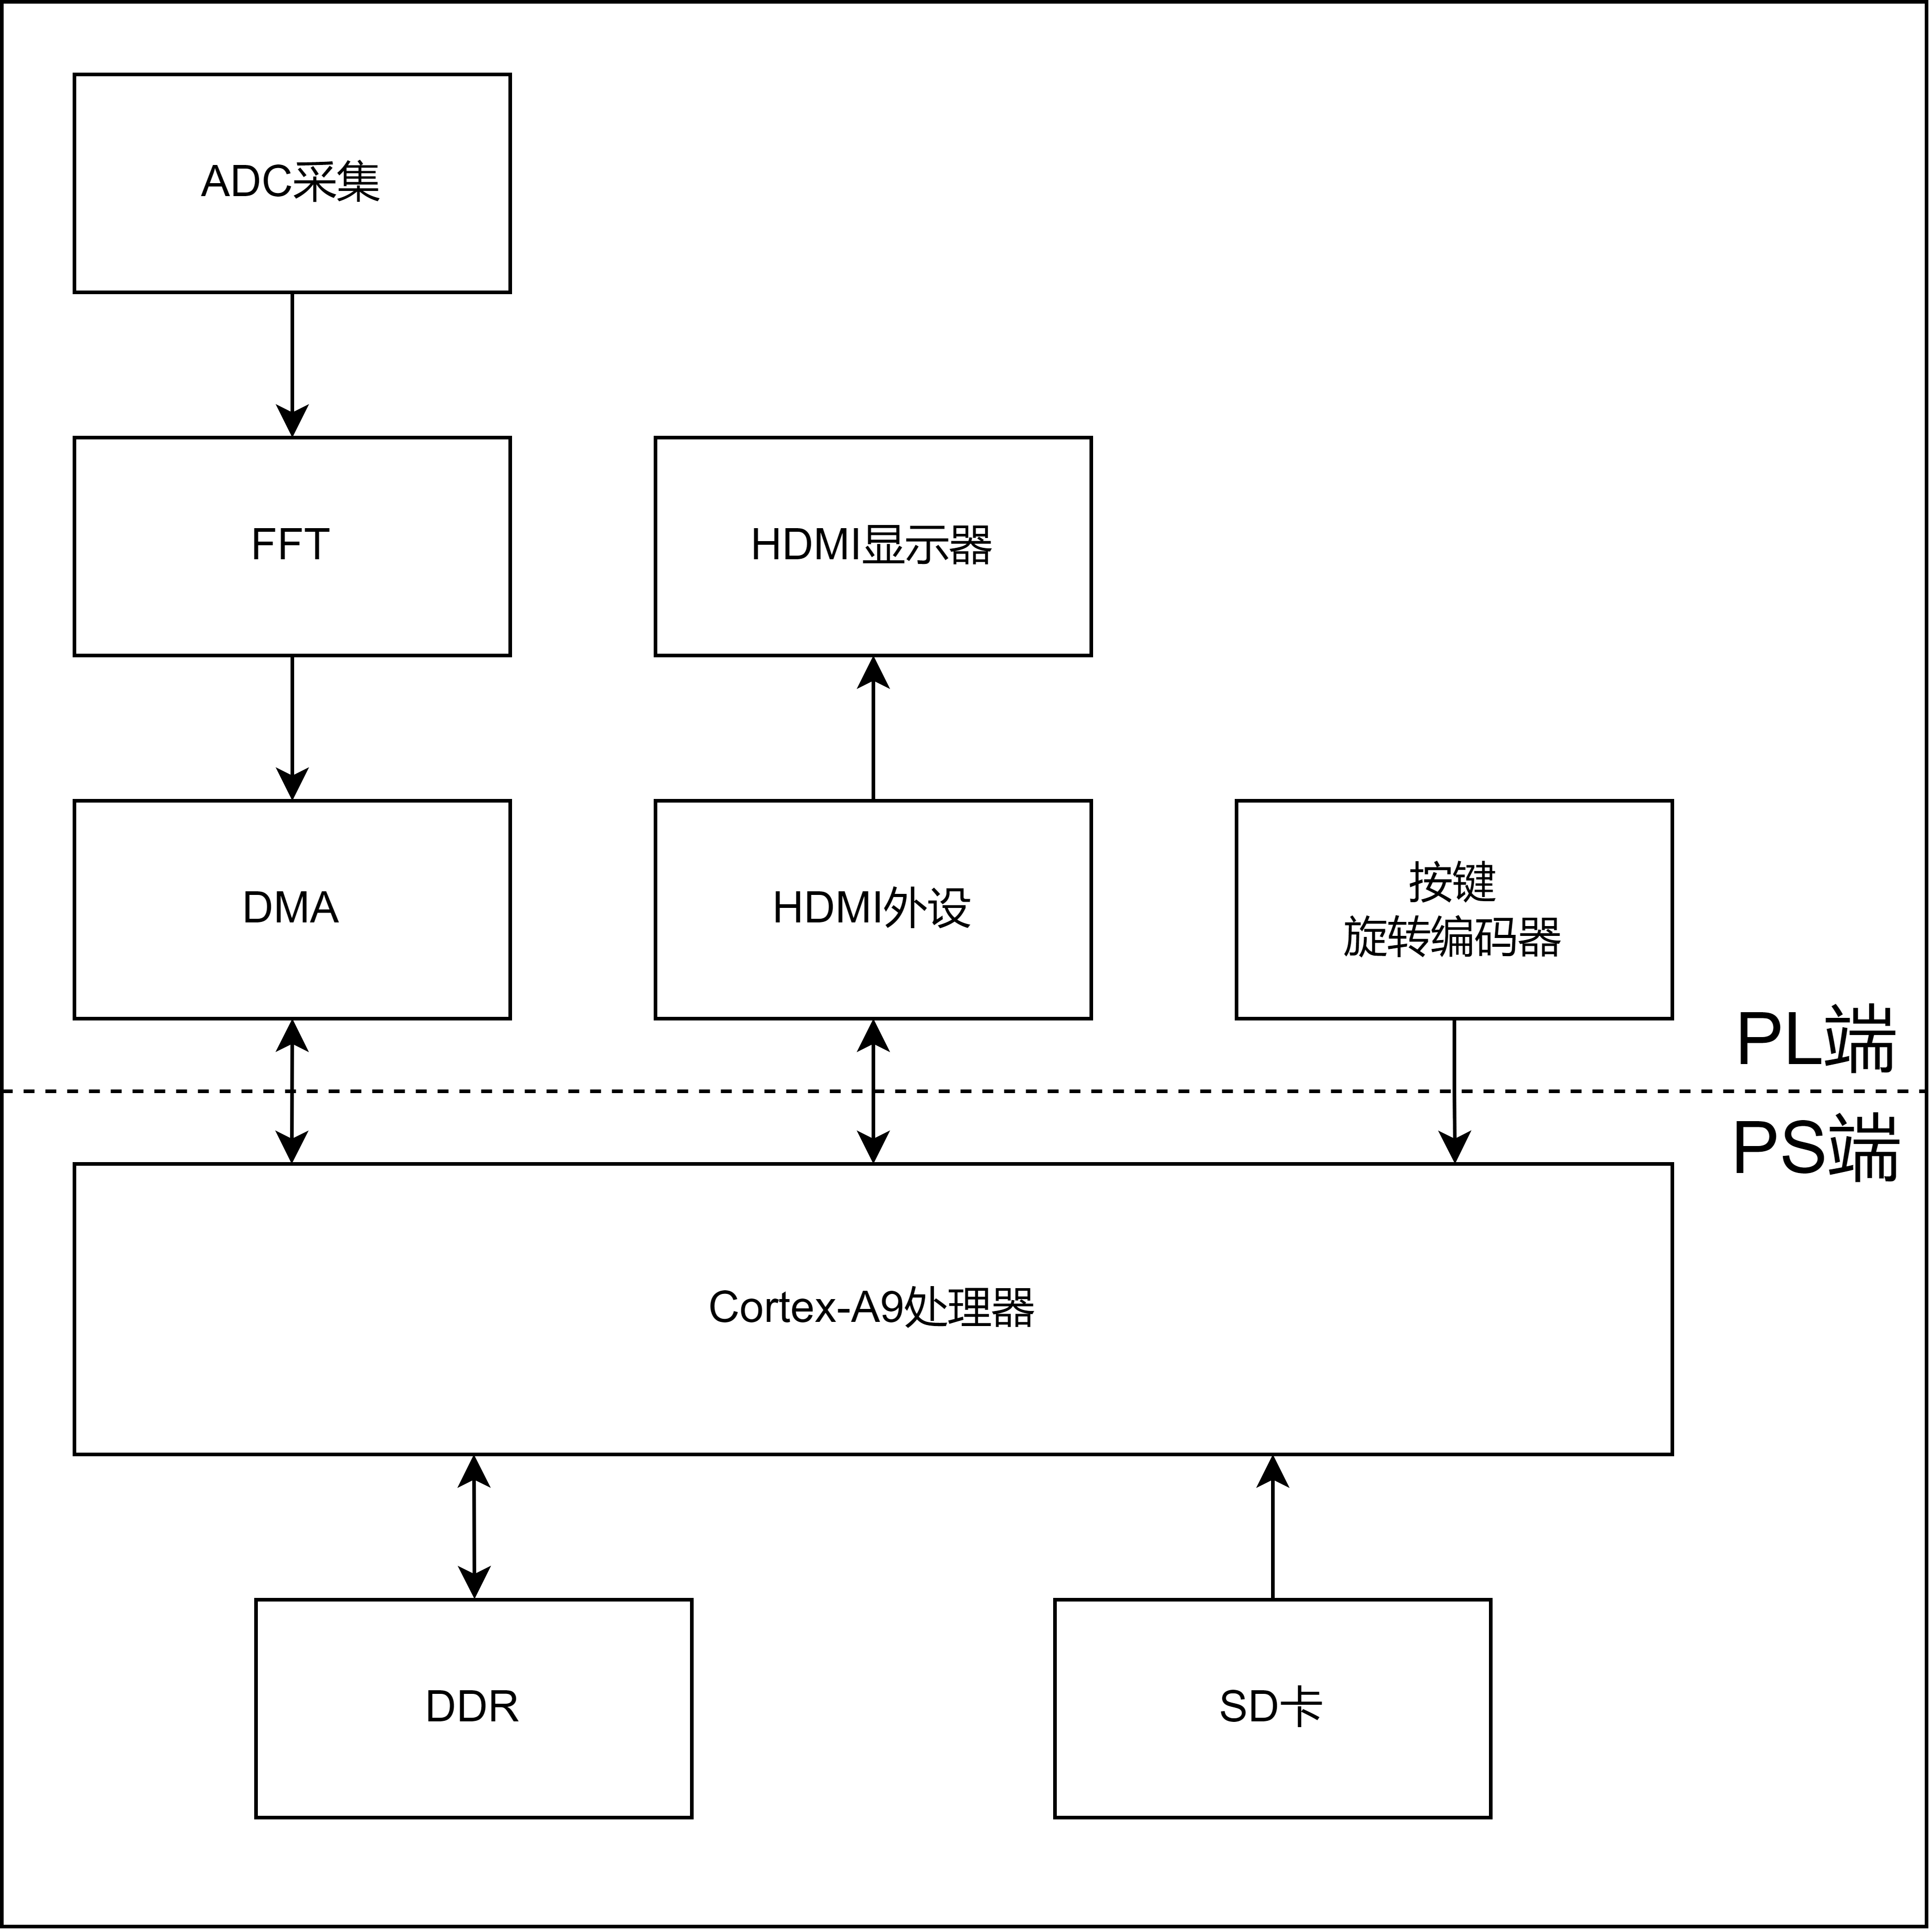 ADC采集
FFT
HDMI显示器
DMA
HDMI外设
按键
旋转编码器
PL端
PS端
Cortex-A9处理器
DDR
SD卡